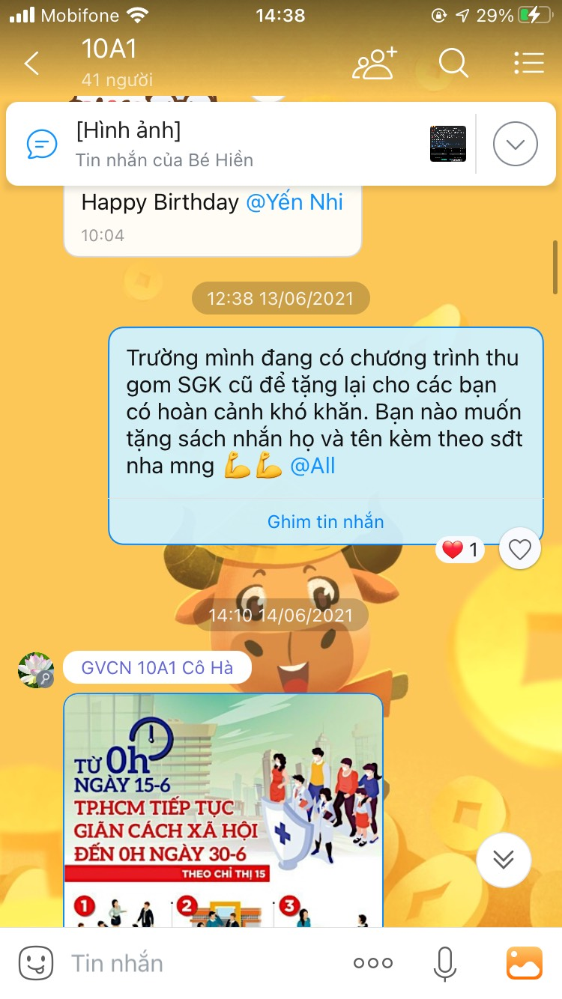 Mobifone 14:38 29%
10A1
41 người
[Hình ảnh]
Tin nhắn của Bé Hiền
Happy Birthday @Yến Nhi
10:04
12:38 13/06/2021
Trường mình đang có chương trình thu
gom SGK cũ để tặng lại cho các bạn
có hoàn cảnh khó khăn. Bạn nào muốn
tặng sách nhắn họ và tên kèm theo sđt
nha mng 💪💪 @All
Ghim tin nhắn
❤️ 1
14:10 14/06/2021
GVCN 10A1 Cô Hà
TỪ 0h
NGÀY 15-6
TP.HCM TIẾP TỤC
GIÃN CÁCH XÃ HỘI
ĐẾN 0H NGÀY 30-6
THEO CHỈ THỊ 15
1 2 3
Tin nhắn